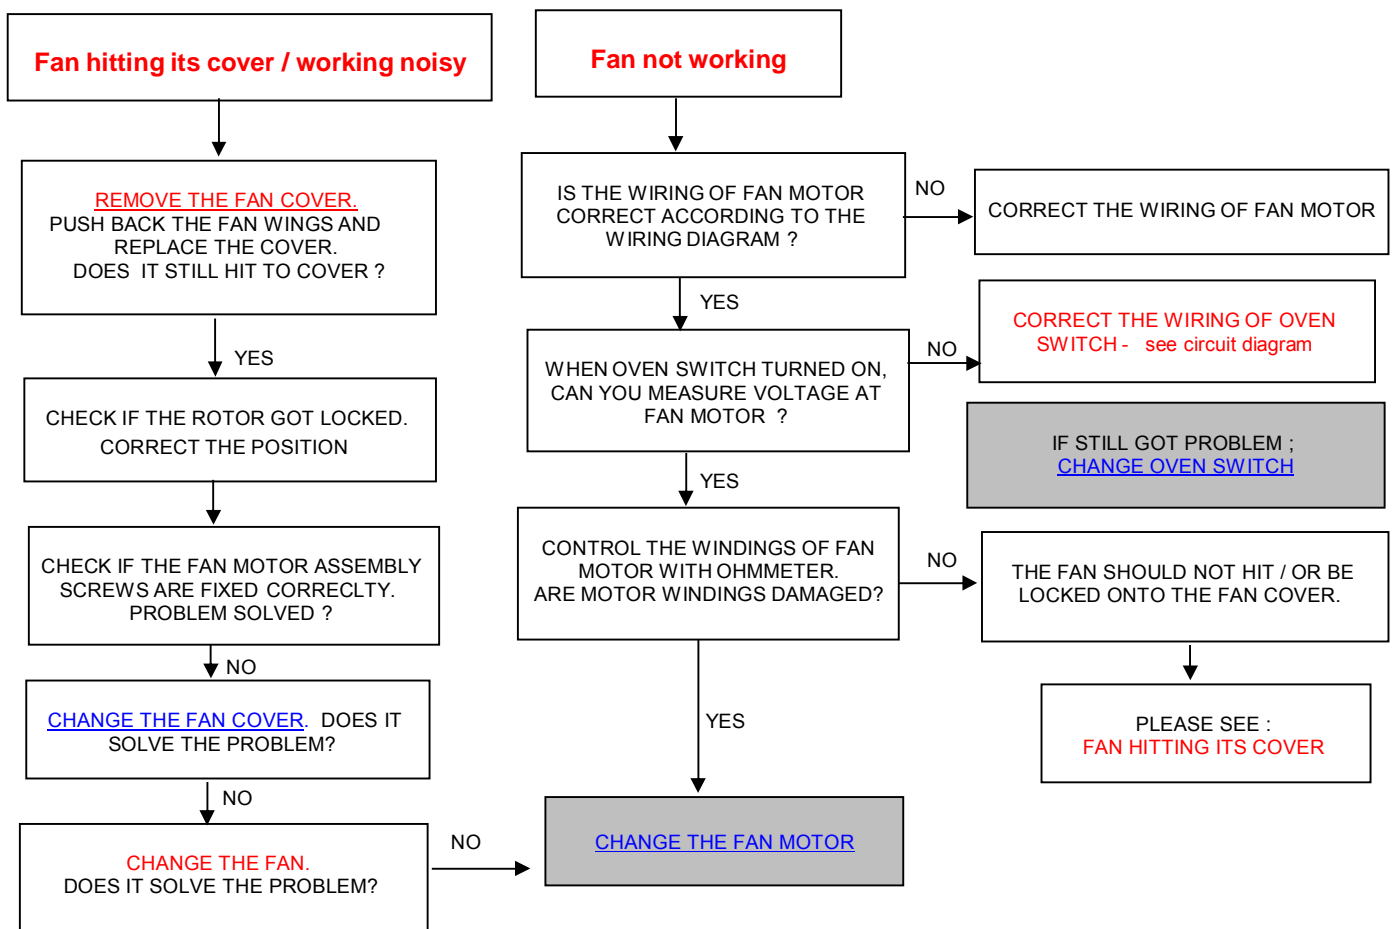 Fan hitting its cover / working noisy
REMOVE THE FAN COVER.
PUSH BACK THE FAN WINGS AND
REPLACE THE COVER.
DOES IT STILL HIT TO COVER ?
YES
CHECK IF THE ROTOR GOT LOCKED.
CORRECT THE POSITION
CHECK IF THE FAN MOTOR ASSEMBLY
SCREWS ARE FIXED CORRECLTY.
PROBLEM SOLVED ?
NO
CHANGE THE FAN COVER. DOES IT
SOLVE THE PROBLEM?
NO
CHANGE THE FAN.
DOES IT SOLVE THE PROBLEM?
NO
Fan not working
IS THE WIRING OF FAN MOTOR
CORRECT ACCORDING TO THE
WIRING DIAGRAM ?
NO
CORRECT THE WIRING OF FAN MOTOR
YES
WHEN OVEN SWITCH TURNED ON,
CAN YOU MEASURE VOLTAGE AT
FAN MOTOR ?
NO
CORRECT THE WIRING OF OVEN
SWITCH - see circuit diagram
IF STILL GOT PROBLEM ;
CHANGE OVEN SWITCH
YES
CONTROL THE WINDINGS OF FAN
MOTOR WITH OHMMETER.
ARE MOTOR WINDINGS DAMAGED?
NO
THE FAN SHOULD NOT HIT / OR BE
LOCKED ONTO THE FAN COVER.
PLEASE SEE :
FAN HITTING ITS COVER
YES
CHANGE THE FAN MOTOR